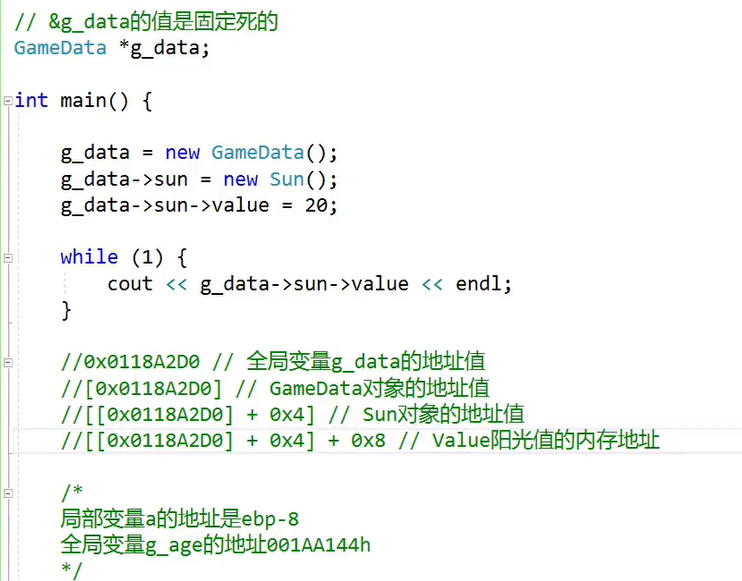 // &g_data的值是固定死的
GameData *g_data;
int main() {
g_data = new GameData();
g_data->sun = new Sun();
g_data->sun->value = 20;
while (1) {
cout << g_data->sun->value << endl;
}
//0x0118A2D0 // 全局变量g_data的地址值
//[0x0118A2D0] // GameData对象的地址值
//[[0x0118A2D0] + 0x4] // Sun对象的地址值
//[[0x0118A2D0] + 0x4] + 0x8 // Value阳光值的内存地址
/*
局部变量a的地址是ebp-8
全局变量g_age的地址001AA144h
*/